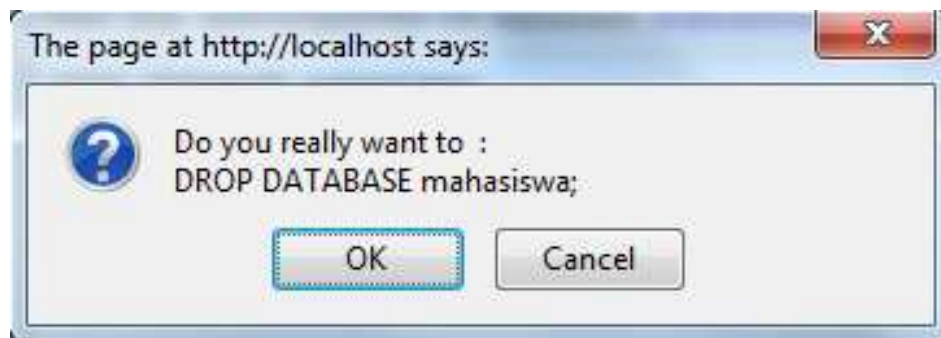 The page at http://localhost says:
Do you really want to :
DROP DATABASE mahasiswa;
OK
Cancel